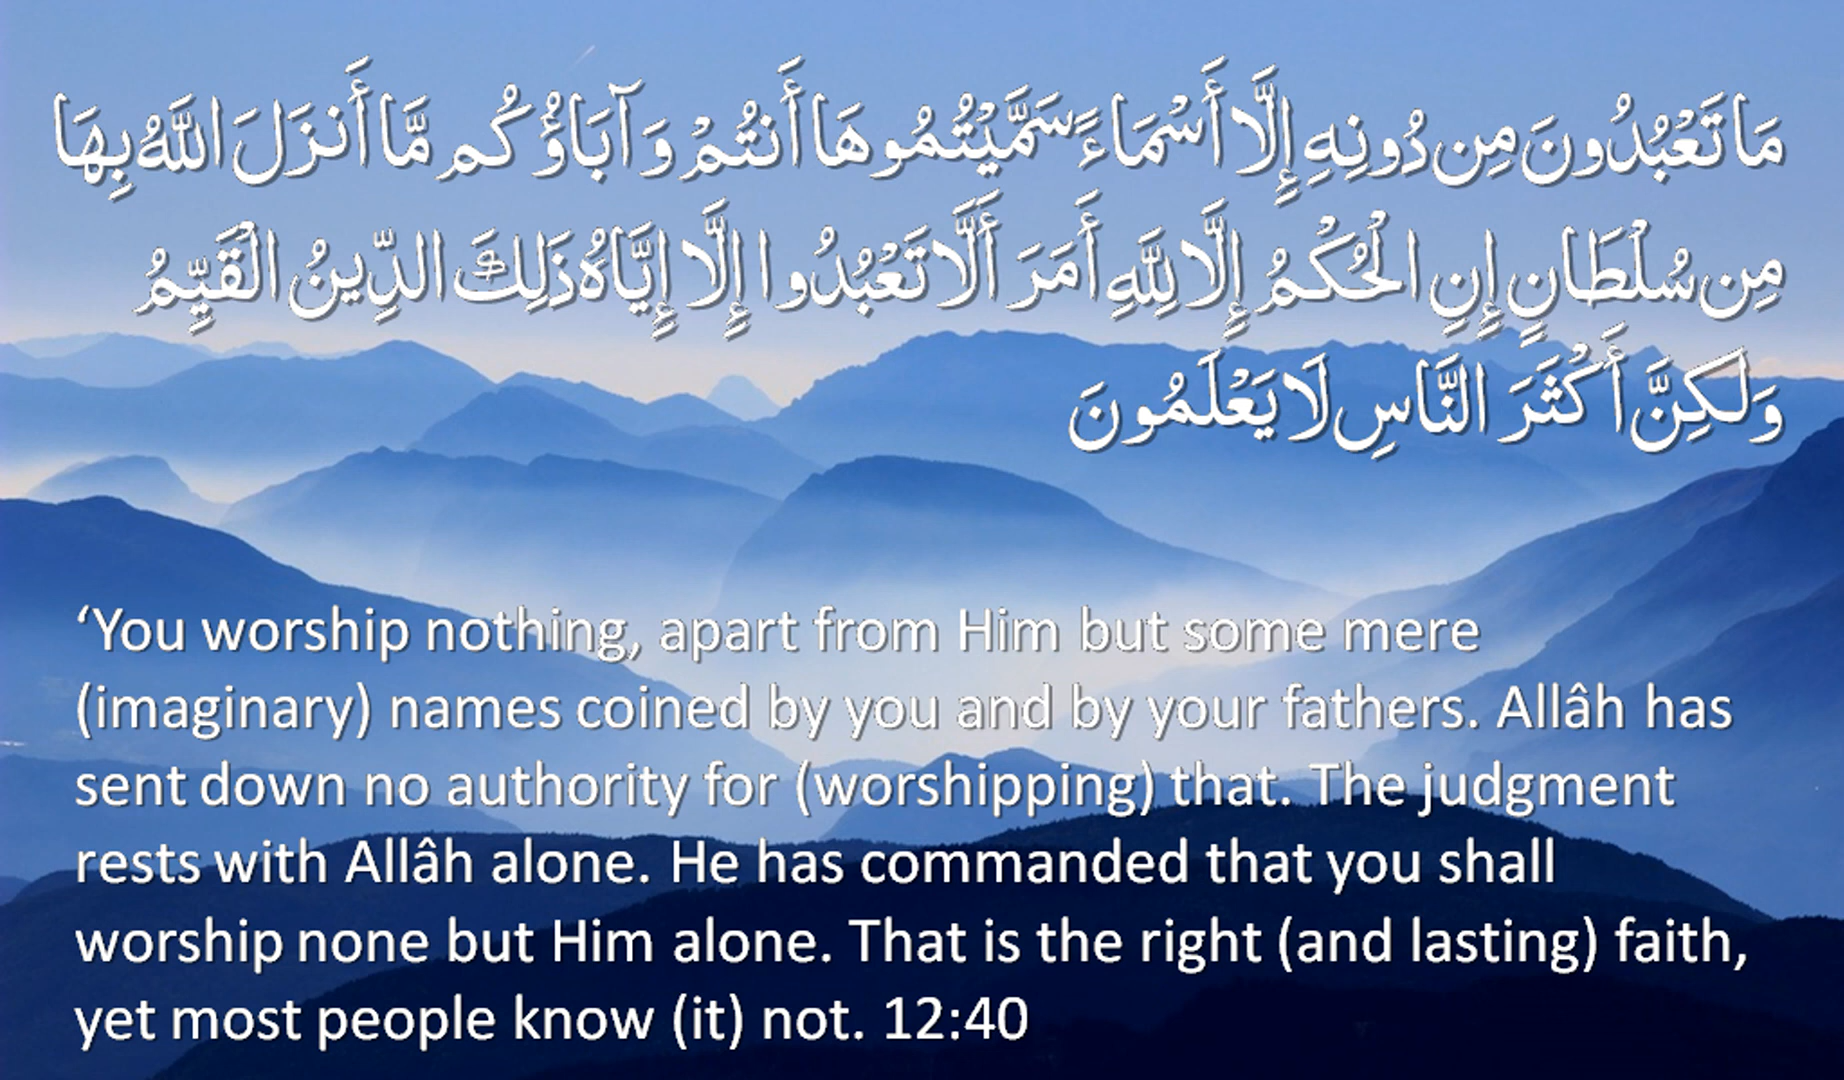 مَا تَعْبُدُونَ مِن دُونِهِ إِلَّا أَسْمَاءً سَمَّيْتُمُوهَا أَنتُمْ وَآبَاؤُكُم مَّا أَنزَلَ اللَّهُ بِهَا
مِن سُلْطَانٍ إِنِ الْحُكْمُ إِلَّا لِلَّهِ أَمَرَ أَلَّا تَعْبُدُوا إِلَّا إِيَّاهُ ذَلِكَ الدِّينُ الْقَيِّمُ
وَلَكِنَّ أَكْثَرَ النَّاسِ لَا يَعْلَمُونَ
‘You worship nothing, apart from Him but some mere
(imaginary) names coined by you and by your fathers. Allâh has
sent down no authority for (worshipping) that. The judgment
rests with Allâh alone. He has commanded that you shall
worship none but Him alone. That is the right (and lasting) faith,
yet most people know (it) not. 12:40